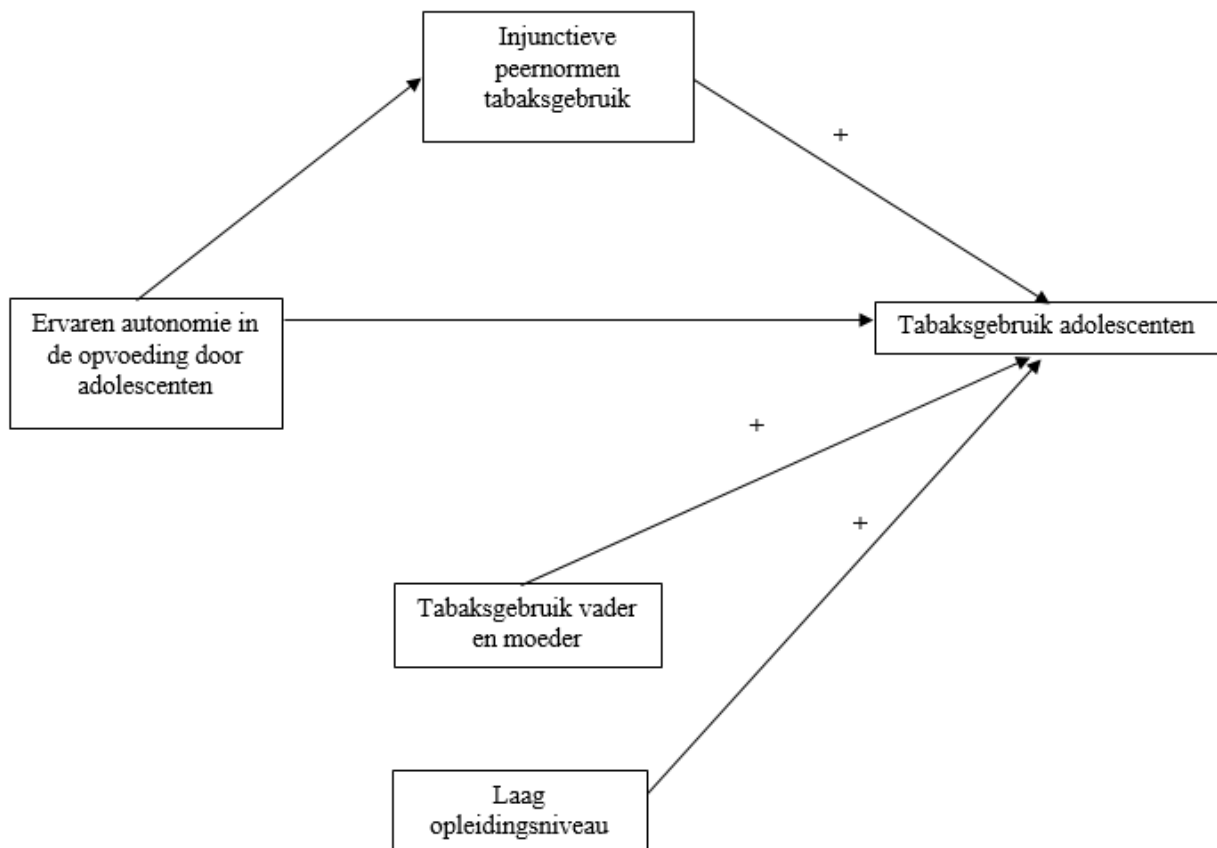 Injunctieve
peernormen
tabaksgebruik
+
Ervaren autonomie in
de opvoeding door
adolescenten
Tabaksgebruik adolescenten
+
+
Tabaksgebruik vader
en moeder
Laag
opleidingsniveau